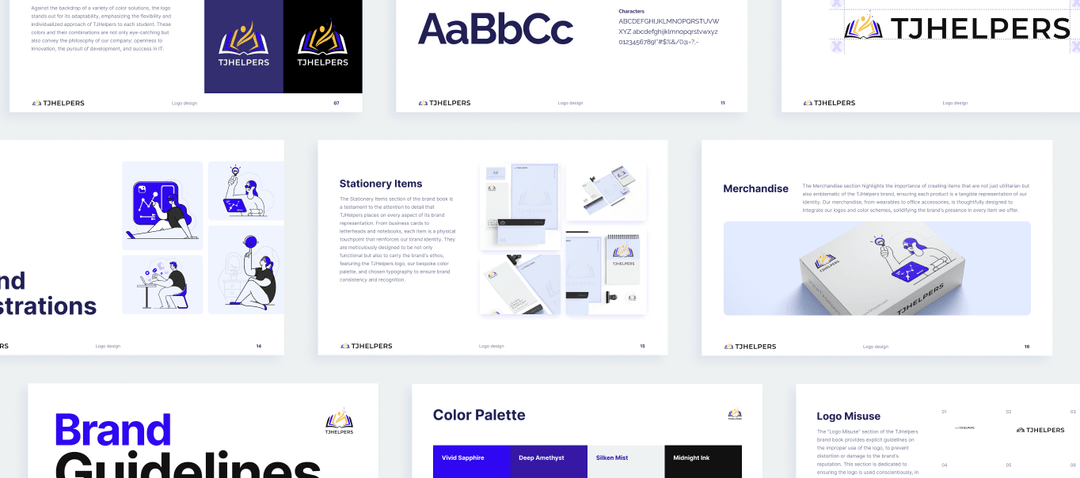 Against the backdrop of a variety of color solutions, the logo
stands out for its adaptability, emphasizing the flexibility and
individualized approach of TJHelpers to each student. These
colors and their combinations are not only eye-catching but
also convey the philosophy of our company: openness to
innovation, the pursuit of development, and success in IT.
TJHELPERS
TJHELPERS
TJHELPERS
Logo design
07
AaBbCc
Characters
ABCDEFGHIJKLMNOPQRSTUVW
XYZ abcdefghijklmnopqrstvwxyz
0123456789!"#$%&/()@=?,-
TJHELPERS
Logo design
11
TJHELPERS
TJHELPERS
Logo design
nd
strations
RS
Logo design
14
Stationery Items
The Stationery Items section of the brand book is
a testament to the attention to detail that
TJHelpers places on every aspect of its brand
representation. From business cards to
letterheads and notebooks, each item is a physical
touchpoint that reinforces our brand identity. They
are meticulously designed to be not only
functional but also to carry the brand's ethos,
featuring the TJHelpers logo, our bespoke color
palette, and chosen typography to ensure brand
consistency and recognition.
TJHELPERS
TJHELPERS
Logo design
15
Merchandise
The Merchandise section highlights the importance of creating items that are not just utilitarian but
also emblematic of the TJHelpers brand, ensuring each product is a tangible representation of our
identity. Our merchandise, from wearables to office accessories, is thoughtfully designed to
integrate our logos and color schemes, solidifying the brand's presence in every item we offer.
TJHELPERS
TJHELPERS
TJHELPERS
Logo design
16
Brand
Guidelines
TJHELPERS
Color Palette
Vivid Sapphire
Deep Amethyst
Silken Mist
Midnight Ink
Logo Misuse
The "Logo Misuse" section of the TJHelpers
brand book provides explicit guidelines on
the improper use of the logo, to prevent
distortion or damage to the brand's
reputation. This section is dedicated to
ensuring the logo is used conscientiously, in
01
02
03
TJHELPERS
04
05
06